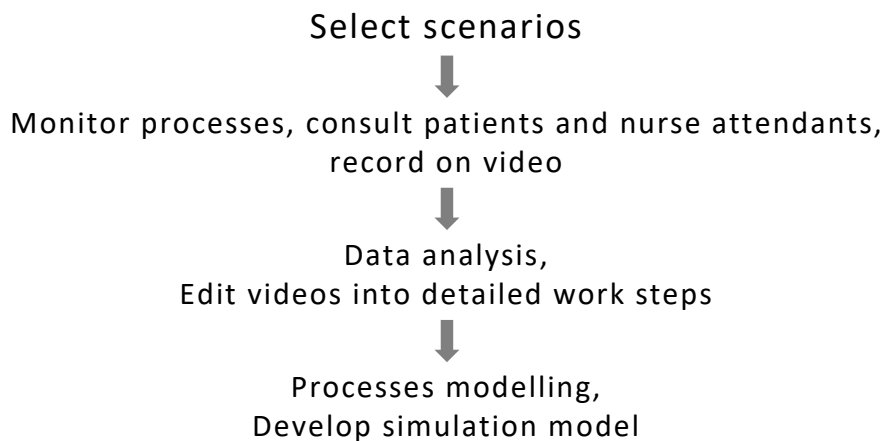 Select scenarios
Monitor processes, consult patients and nurse attendants,
record on video
Data analysis,
Edit videos into detailed work steps
Processes modelling,
Develop simulation model